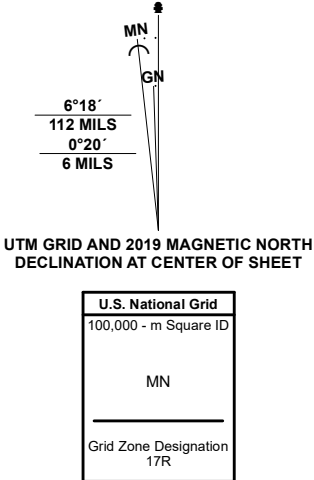 MN
GN
6°18´
112 MILS
0°20´
6 MILS
UTM GRID AND 2019 MAGNETIC NORTH
DECLINATION AT CENTER OF SHEET
U.S. National Grid
100,000 - m Square ID
MN
Grid Zone Designation
17R